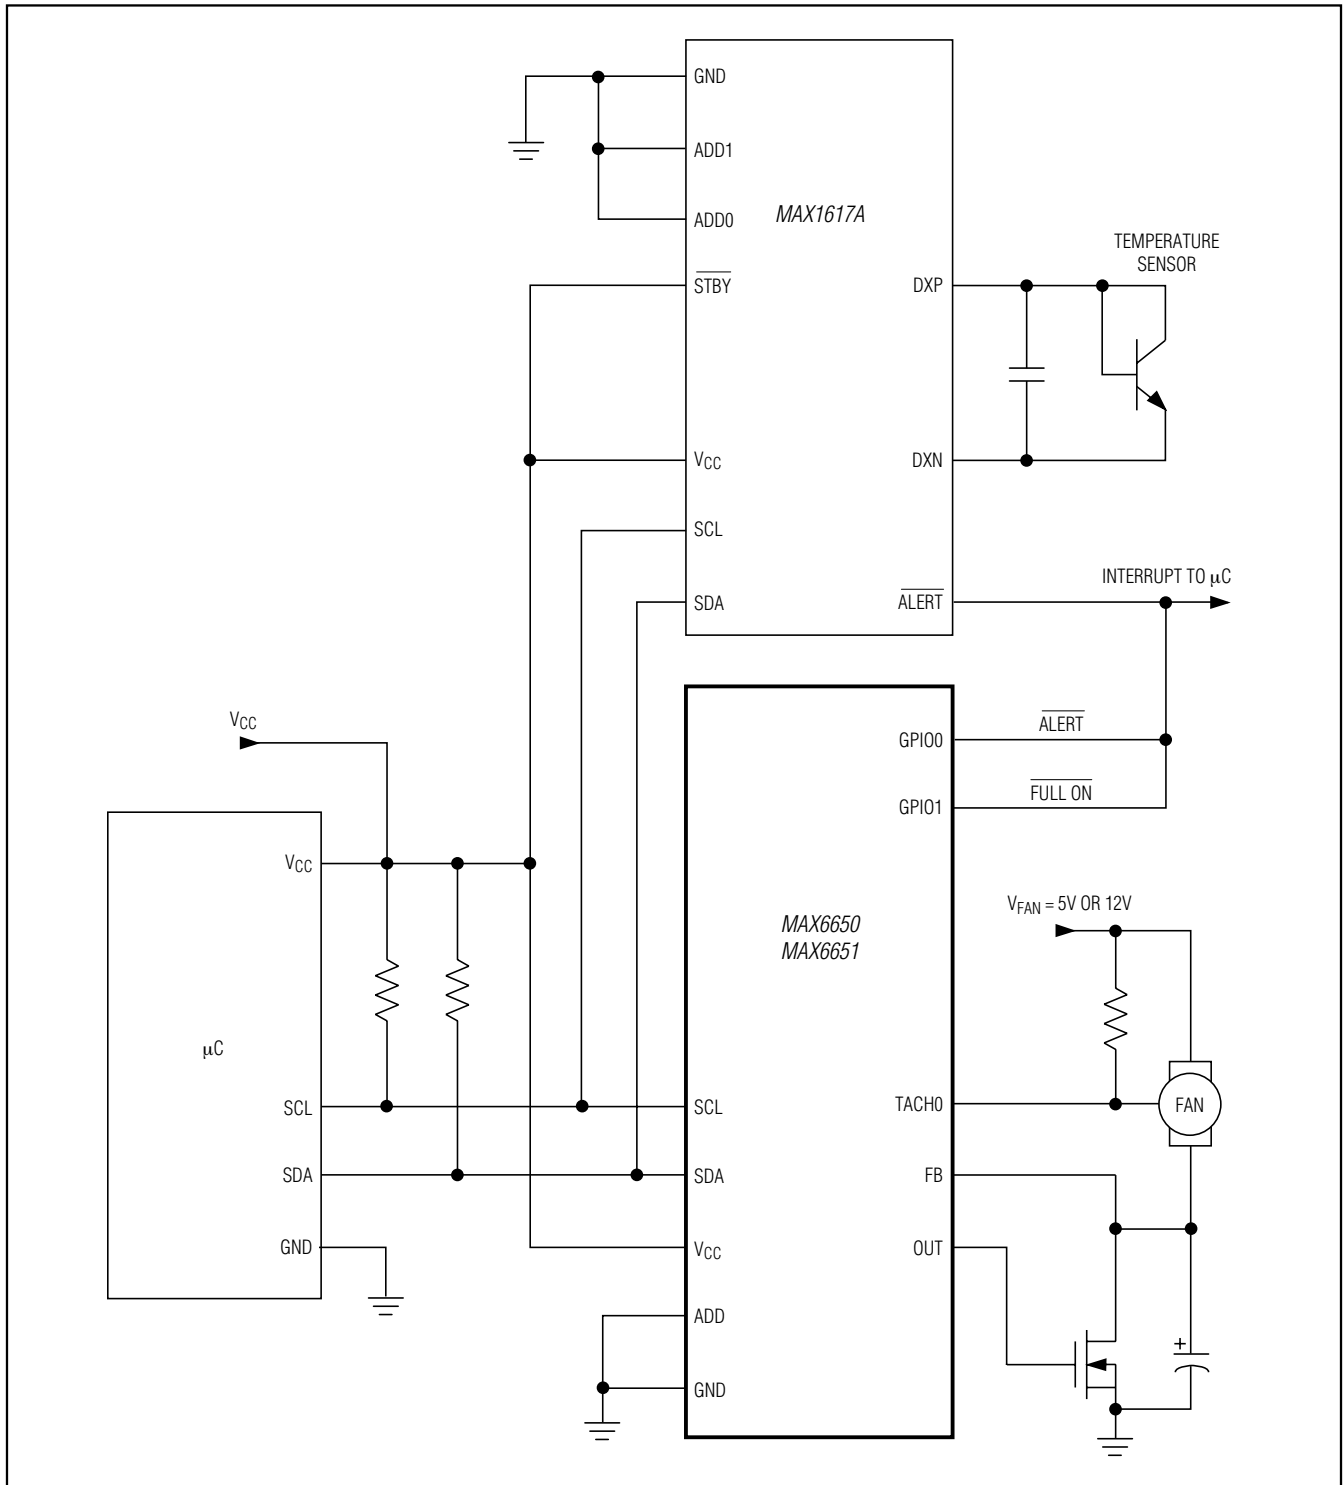 GND
ADD1
ADD0
MAX1617A
STBY
DXP
TEMPERATURE
SENSOR
VCC
DXN
SCL
SDA
ALERT
INTERRUPT TO µC
VCC
GPIO0
ALERT
GPIO1
FULL ON
VCC
MAX6650
MAX6651
VFAN = 5V OR 12V
µC
SCL
SCL
TACH0
FAN
SDA
SDA
FB
GND
VCC
OUT
ADD
+
GND